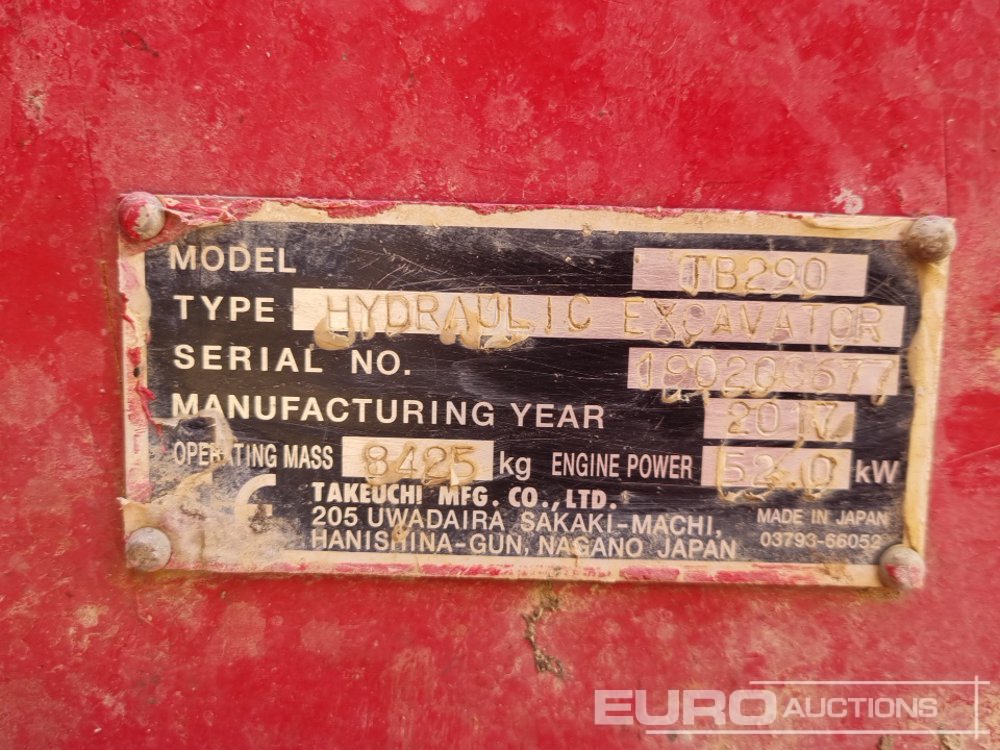 MODEL TB290
TYPE HYDRAULIC EXCAVATOR
SERIAL NO.
MANUFACTURING YEAR 2017
OPERATING MASS 8425 kg ENGINE POWER 52.0 kW
CE
TAKEUCHI MFG. CO., LTD.
205 UWADAIRA SAKAKI-MACHI,
HANISHINA-GUN, NAGANO JAPAN
MADE IN JAPAN
03793-66052
EURO AUCTIONS